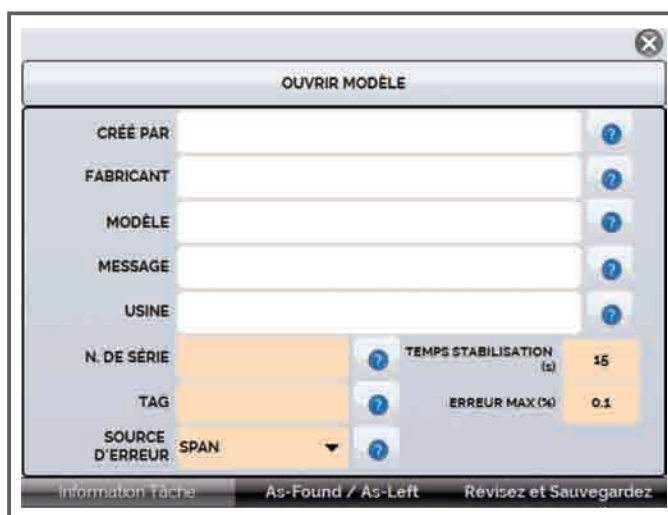 OUVRIR MODÈLE
CRÉÉ PAR
FABRICANT
MODÈLE
MESSAGE
USINE
N. DE SÉRIE
TEMPS STABILISATION
(s)
15
TAG
ERREUR MAX (%)
0.1
SOURCE
D'ERREUR
SPAN
Information Tâche
As-Found / As-Left
Révisez et Sauvegardez